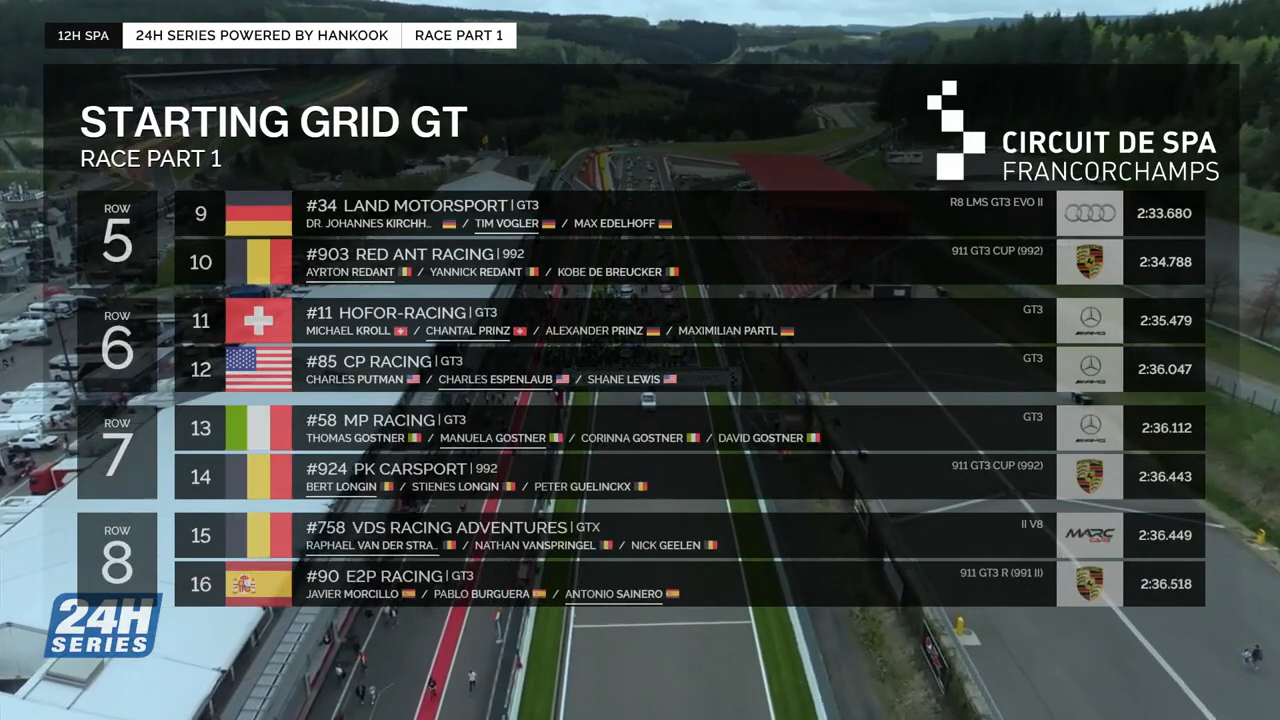 12H SPA 24H SERIES POWERED BY HANKOOK RACE PART 1
STARTING GRID GT
RACE PART 1
CIRCUIT DE SPA
FRANCORCHAMPS
ROW 5
9 #34 LAND MOTORSPORT | GT3 R8 LMS GT3 EVO II 2:33.680
DR. JOHANNES KIRCHH... / TIM VOGLER / MAX EDELHOFF
10 #903 RED ANT RACING | 992 911 GT3 CUP (992) 2:34.788
AYRTON REDANT / YANNICK REDANT / KOBE DE BREUCKER
ROW 6
11 #11 HOFOR-RACING | GT3 GT3 AMG 2:35.479
MICHAEL KROLL / CHANTAL PRINZ / ALEXANDER PRINZ / MAXIMILIAN PARTL
12 #85 CP RACING | GT3 GT3 AMG 2:36.047
CHARLES PUTMAN / CHARLES ESPENLAUB / SHANE LEWIS
ROW 7
13 #58 MP RACING | GT3 GT3 AMG 2:36.112
THOMAS GOSTNER / MANUELA GOSTNER / CORINNA GOSTNER / DAVID GOSTNER
14 #924 PK CARSPORT | 992 911 GT3 CUP (992) 2:36.443
BERT LONGIN / STIENES LONGIN / PETER GUELINCKX
ROW 8
15 #758 VDS RACING ADVENTURES | GTX II V8 MARC CARS 2:36.449
RAPHAEL VAN DER STRA... / NATHAN VANSPRINGEL / NICK GEELEN
16 #90 E2P RACING | GT3 911 GT3 R (991 II) 2:36.518
JAVIER MORCILLO / PABLO BURGUERA / ANTONIO SAINERO
24H
SERIES